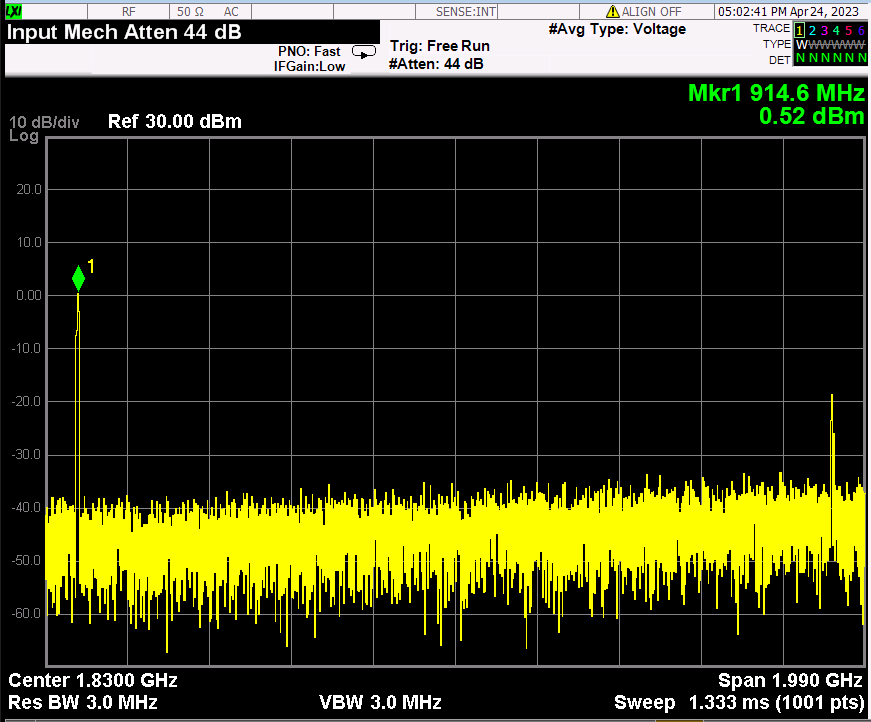 LXI RF 50 Ω AC SENSE:INT ALIGN OFF 05:02:41 PM Apr 24, 2023
Input Mech Atten 44 dB
#Avg Type: Voltage
TRACE 1 2 3 4 5 6
TYPE WWWWWW
DET N N N N N N
PNO: Fast
IFGain:Low
Trig: Free Run
#Atten: 44 dB
Mkr1 914.6 MHz
0.52 dBm
10 dB/div
Log
Ref 30.00 dBm
20.0
10.0
1
0.00
-10.0
-20.0
-30.0
-40.0
-50.0
-60.0
Center 1.8300 GHz
Span 1.990 GHz
Res BW 3.0 MHz
VBW 3.0 MHz
Sweep 1.333 ms (1001 pts)